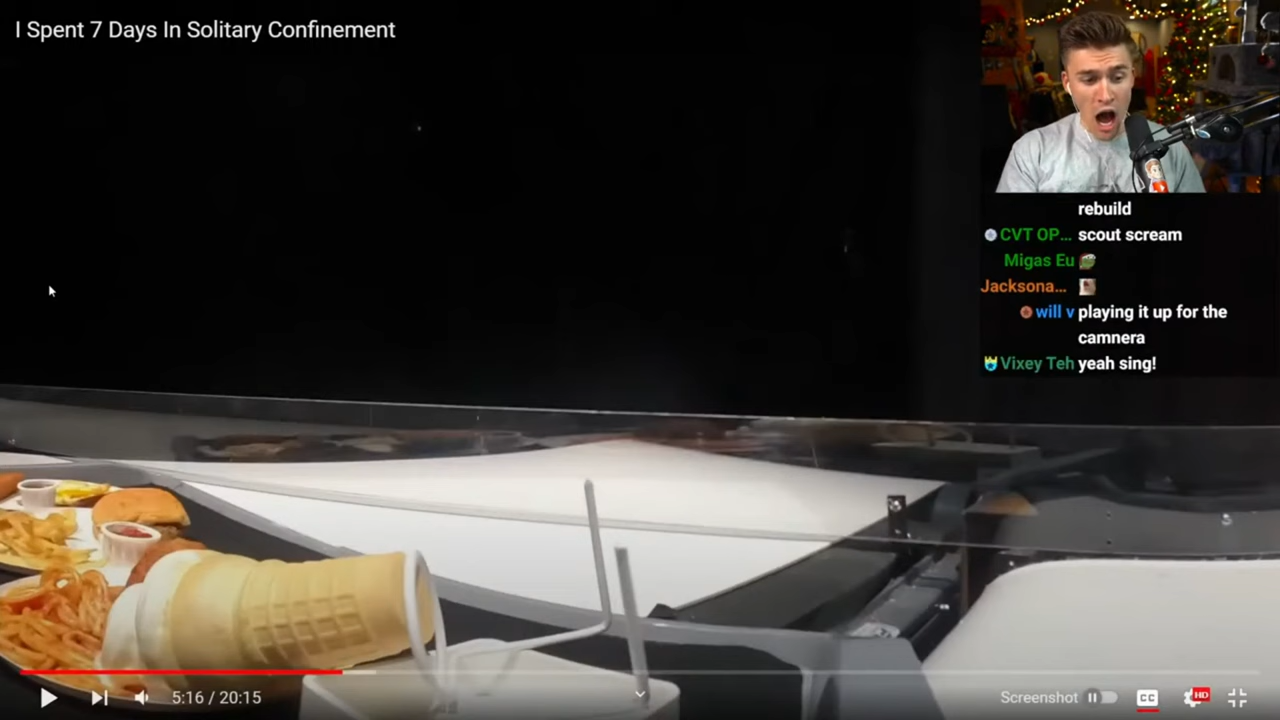 I Spent 7 Days In Solitary Confinement
rebuild
CVT OP... scout scream
Migas Eu
Jacksona...
will v playing it up for the
camnera
Vixey Teh yeah sing!
5:16 / 20:15
Screenshot
CC
HD